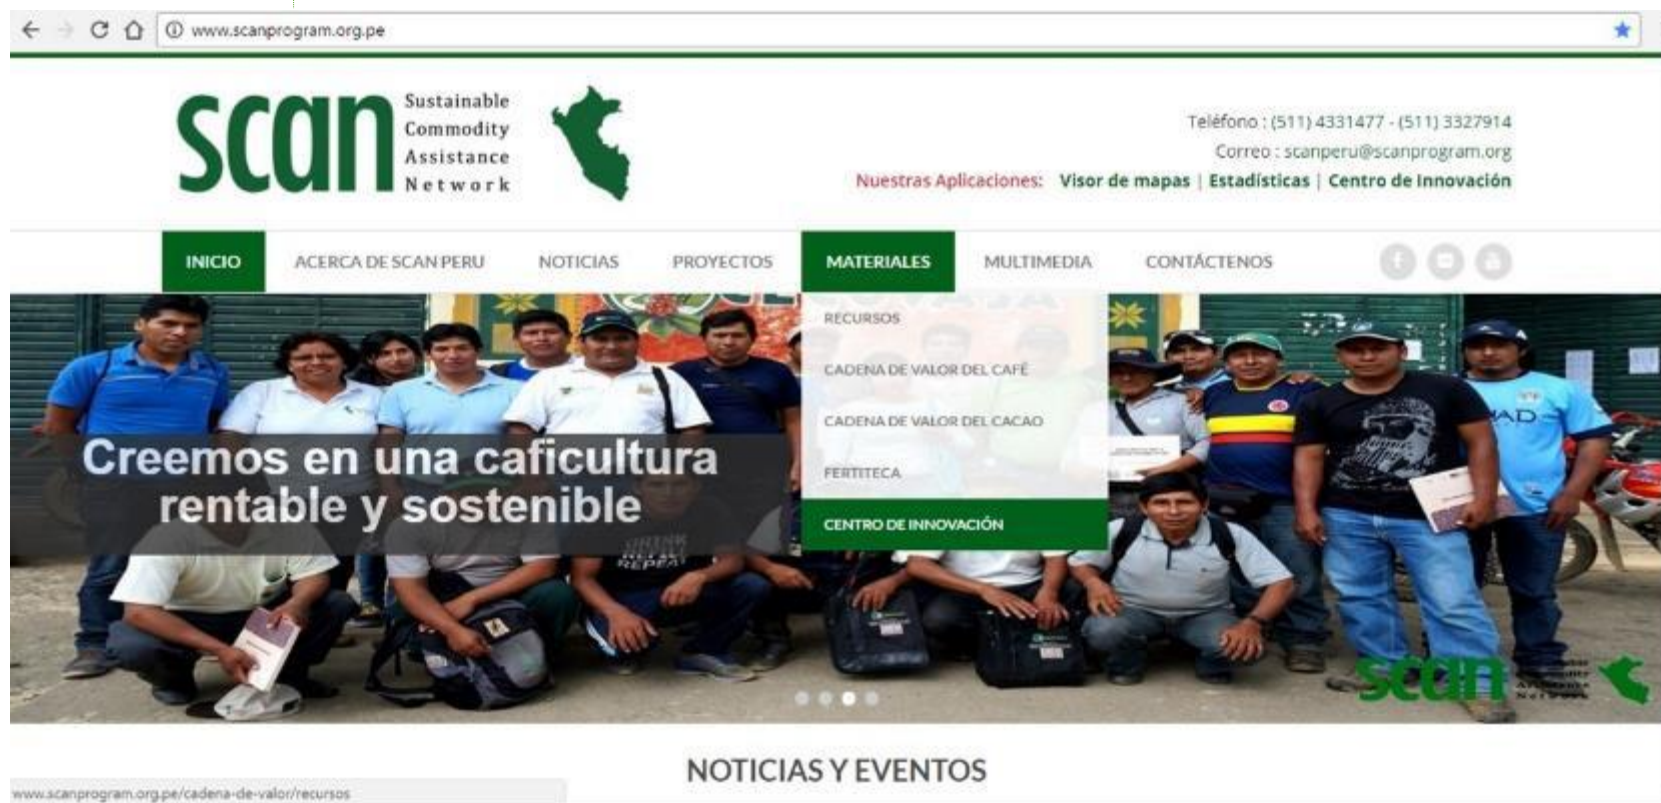 www.scanprogram.org.pe
scan
Sustainable
Commodity
Assistance
Network
Teléfono : (511) 4331477 - (511) 3327914
Correo : scanperu@scanprogram.org
Nuestras Aplicaciones: Visor de mapas | Estadísticas | Centro de Innovación
INICIO ACERCA DE SCAN PERU NOTICIAS PROYECTOS MATERIALES MULTIMEDIA CONTÁCTENOS
RECURSOS
CADENA DE VALOR DEL CAFÉ
CADENA DE VALOR DEL CACAO
FERTITECA
CENTRO DE INNOVACIÓN
Creemos en una caficultura
rentable y sostenible
THINK
REPEAT
scan
NOTICIAS Y EVENTOS
www.scanprogram.org.pe/cadena-de-valor/recursos